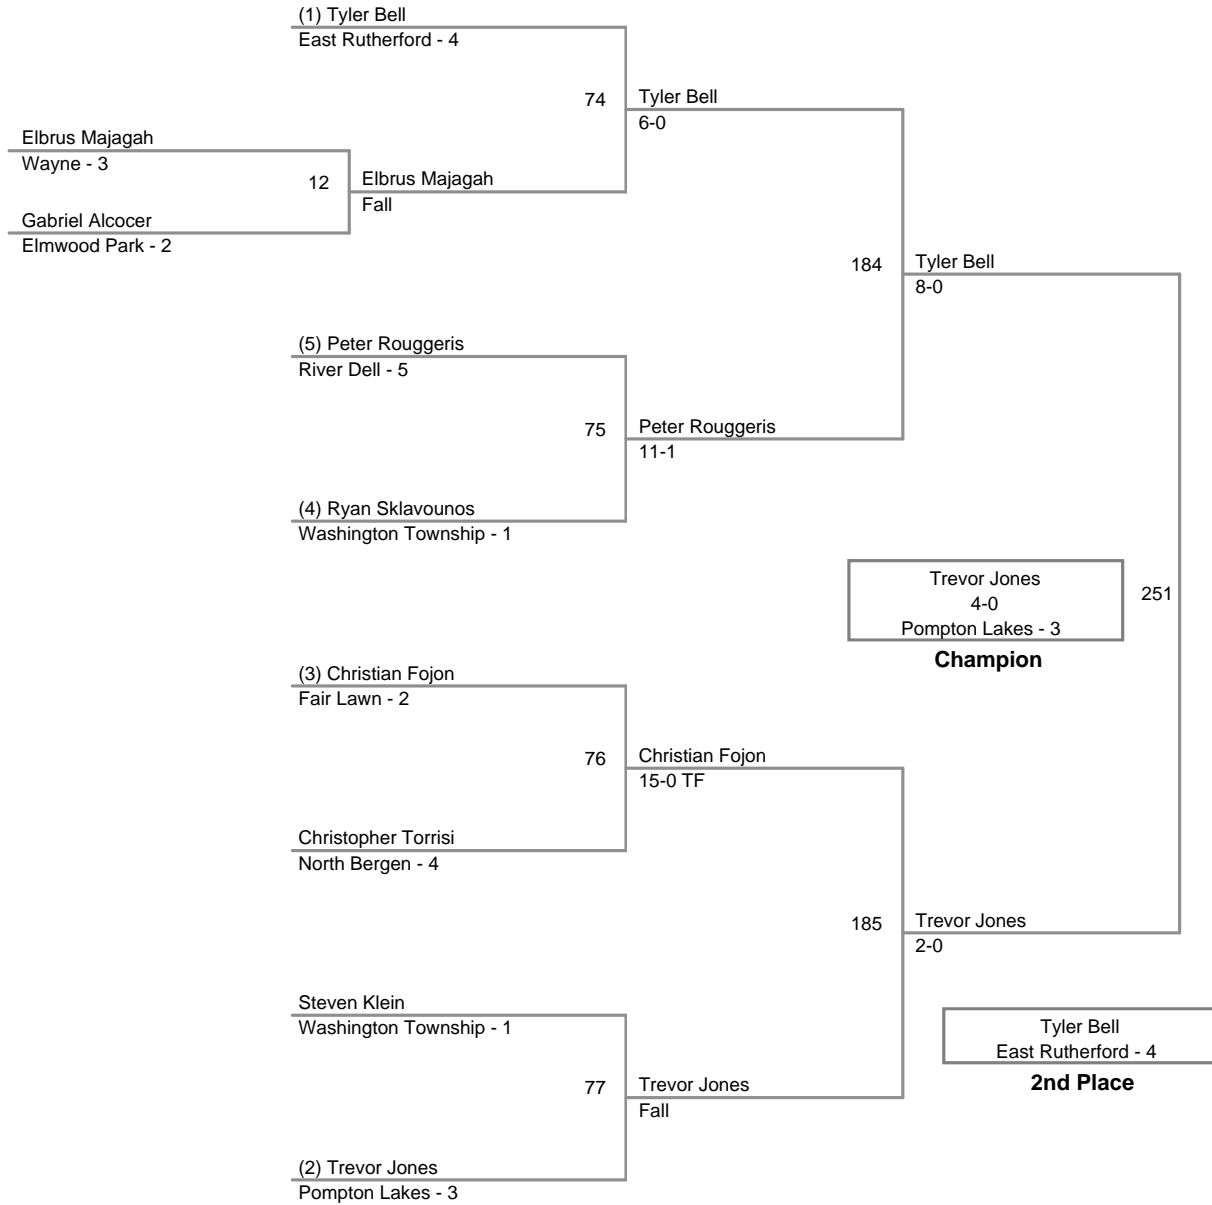 (1) Tyler Bell
East Rutherford - 4
74
Tyler Bell
6-0
Elbrus Majagah
Wayne - 3
12
Elbrus Majagah
Fall
Gabriel Alcocer
Elmwood Park - 2
184
Tyler Bell
8-0
(5) Peter Rouggeris
River Dell - 5
75
Peter Rouggeris
11-1
(4) Ryan Sklavounos
Washington Township - 1
Trevor Jones
4-0
Pompton Lakes - 3
Champion
251
(3) Christian Fojon
Fair Lawn - 2
76
Christian Fojon
15-0 TF
Christopher Torrisi
North Bergen - 4
185
Trevor Jones
2-0
Steven Klein
Washington Township - 1
Tyler Bell
East Rutherford - 4
2nd Place
77
Trevor Jones
Fall
(2) Trevor Jones
Pompton Lakes - 3